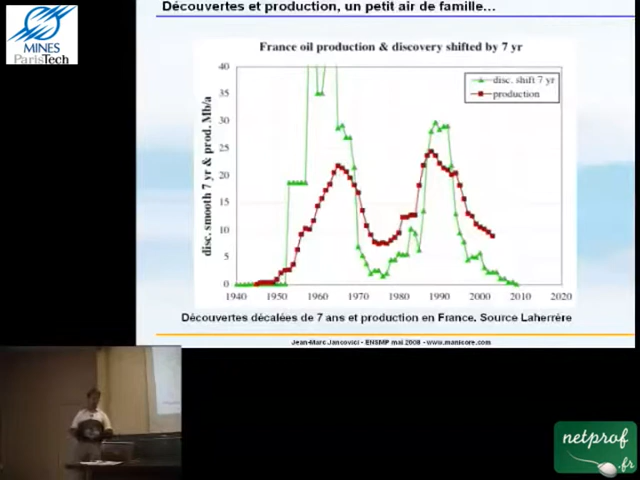 Découvertes et production, un petit air de famille...
MINES
ParisTech
France oil production & discovery shifted by 7 yr
disc. smooth 7 yr & prod. Mb/a
40
35
30
25
20
15
10
5
0
disc. shift 7 yr
production
1940 1950 1960 1970 1980 1990 2000 2010 2020
Découvertes décalées de 7 ans et production en France. Source Laherrère
Jean-Marc Jancovici - ENSMP mai 2008 - www.manicore.com
netprof
.fr